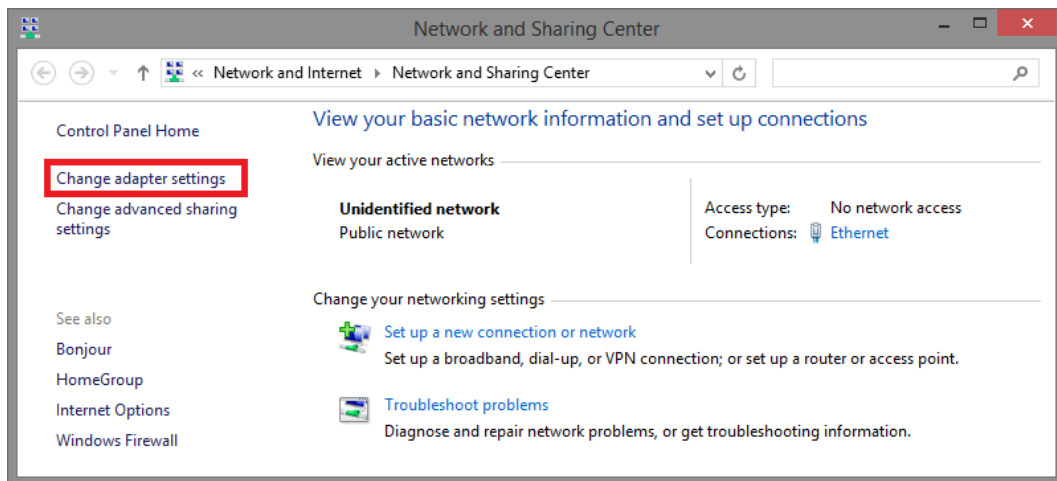 Network and Sharing Center
« Network and Internet ▸ Network and Sharing Center
Control Panel Home
Change adapter settings
Change advanced sharing
settings
See also
Bonjour
HomeGroup
Internet Options
Windows Firewall
View your basic network information and set up connections
View your active networks
Unidentified network
Public network
Access type: No network access
Connections: Ethernet
Change your networking settings
Set up a new connection or network
Set up a broadband, dial-up, or VPN connection; or set up a router or access point.
Troubleshoot problems
Diagnose and repair network problems, or get troubleshooting information.